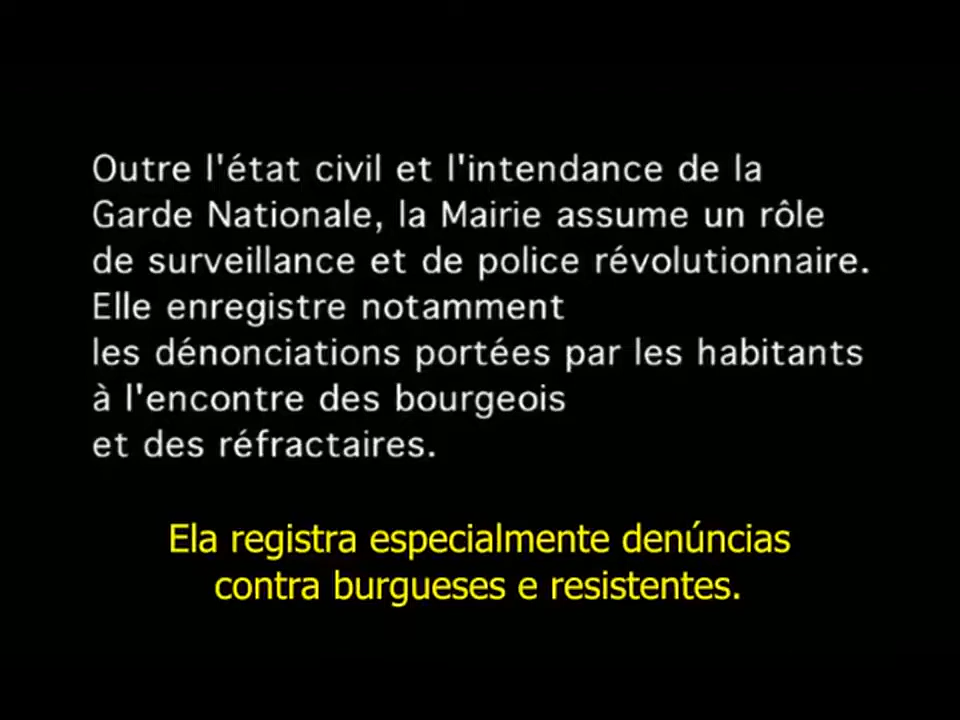 Outre l'état civil et l'intendance de la
Garde Nationale, la Mairie assume un rôle
de surveillance et de police révolutionnaire.
Elle enregistre notamment
les dénonciations portées par les habitants
à l'encontre des bourgeois
et des réfractaires.
Ela registra especialmente denúncias
contra burgueses e resistentes.